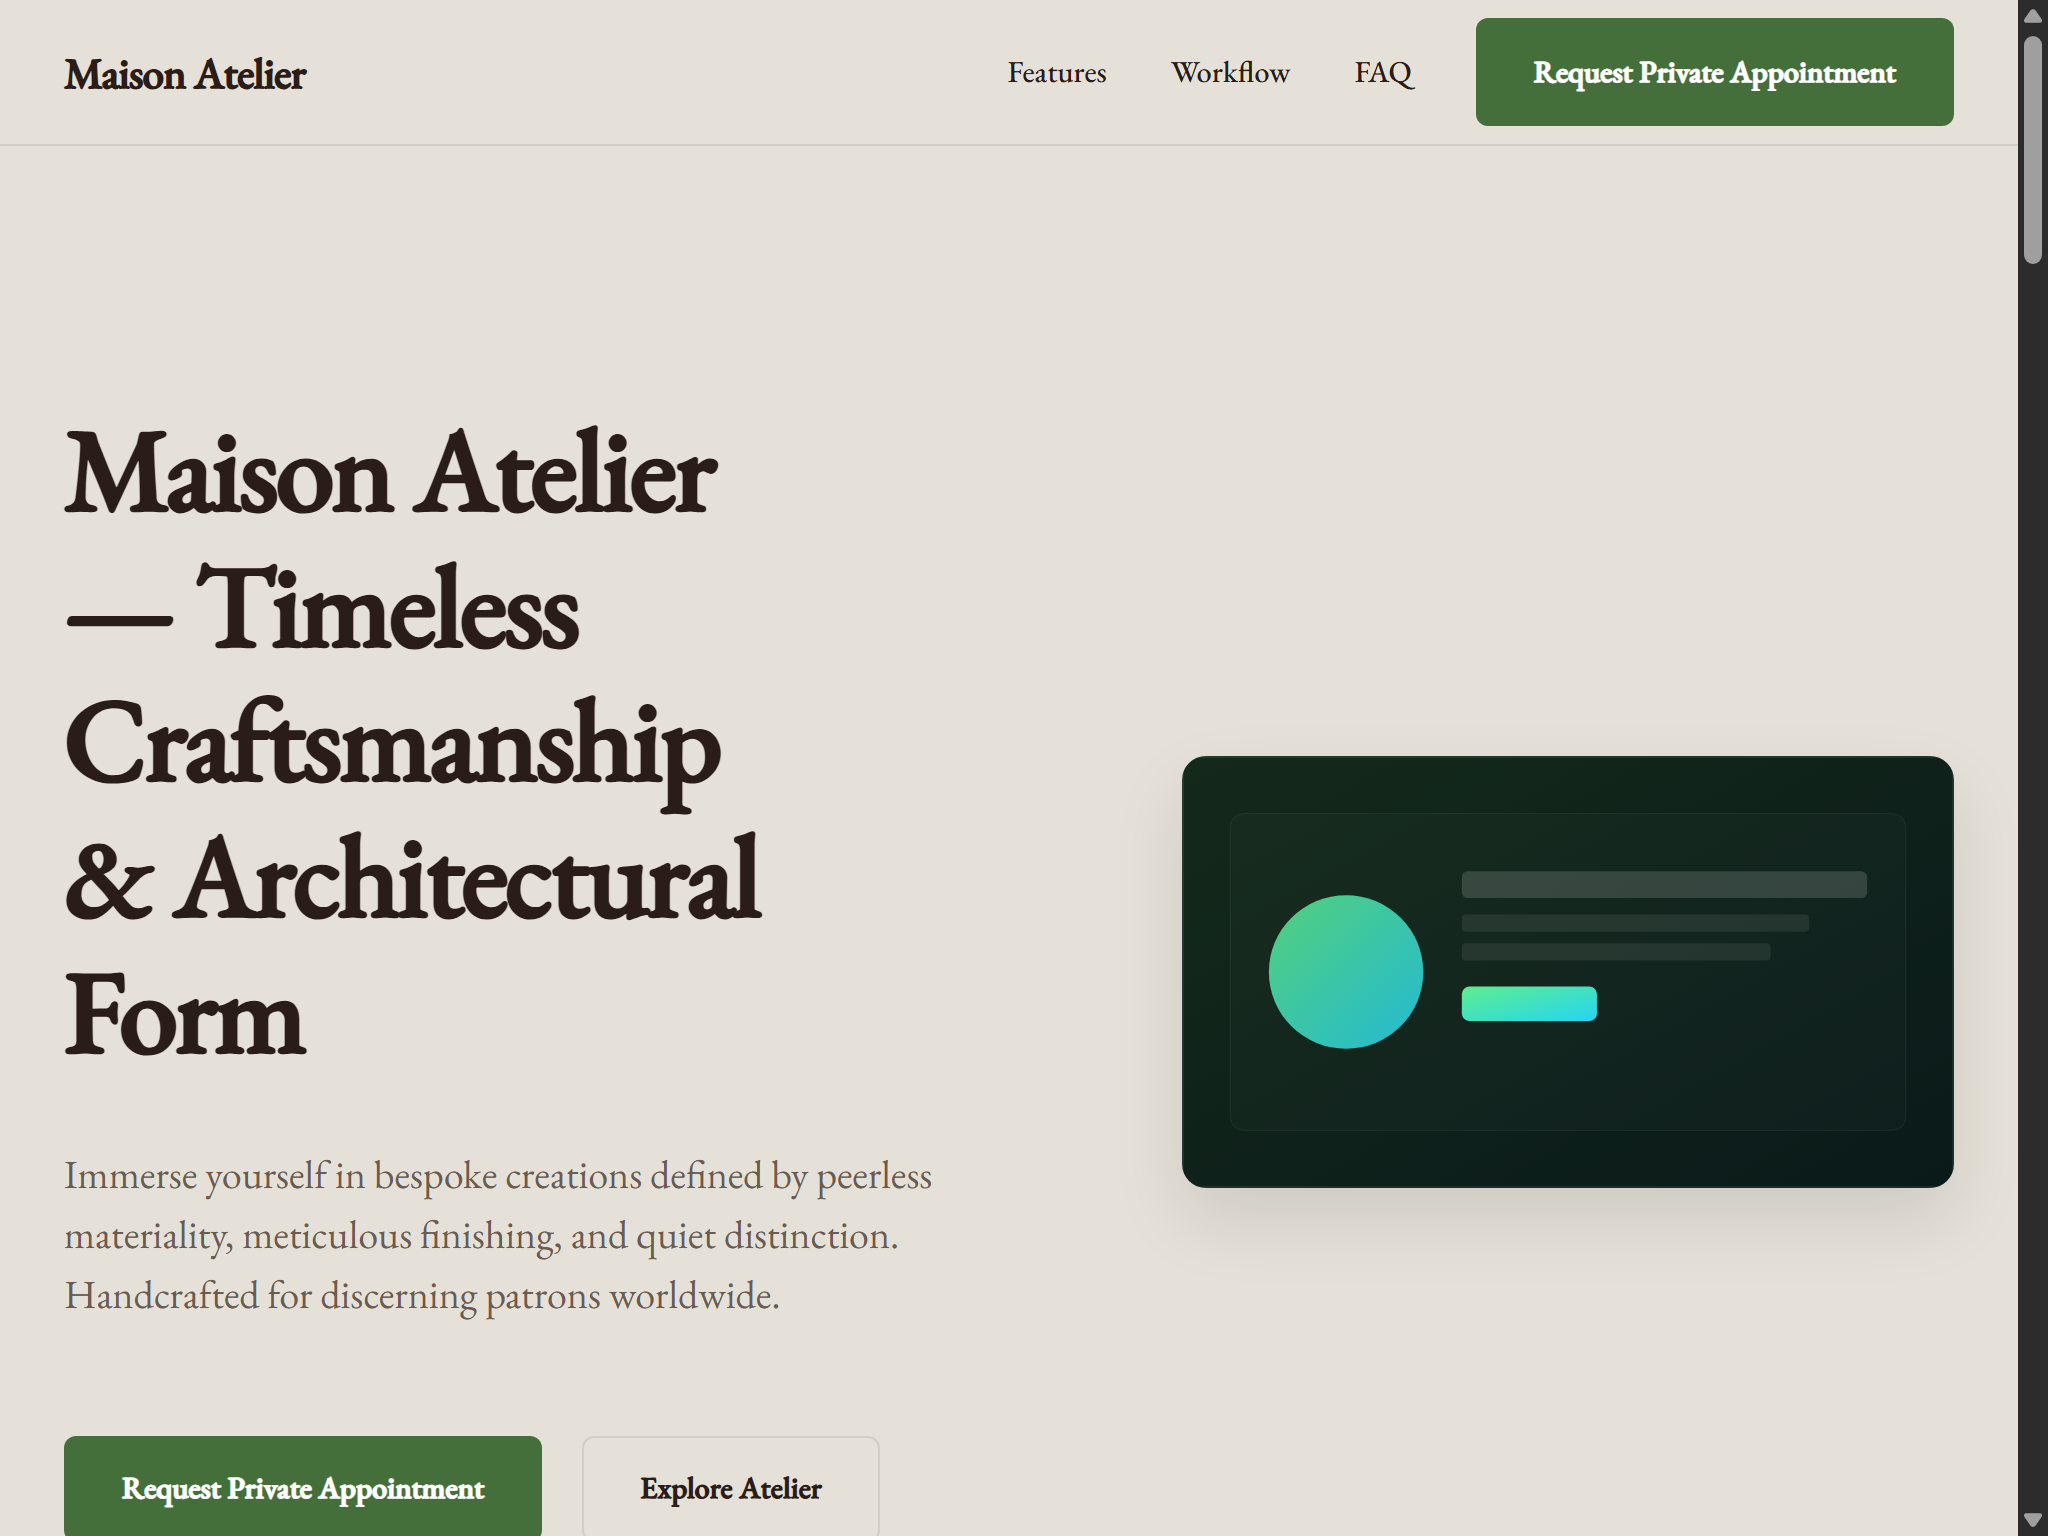 Maison Atelier
Features
Workflow
FAQ
Request Private Appointment
Maison Atelier
— Timeless
Craftsmanship
& Architectural
Form
Immerse yourself in bespoke creations defined by peerless
materiality, meticulous finishing, and quiet distinction.
Handcrafted for discerning patrons worldwide.
Request Private Appointment
Explore Atelier